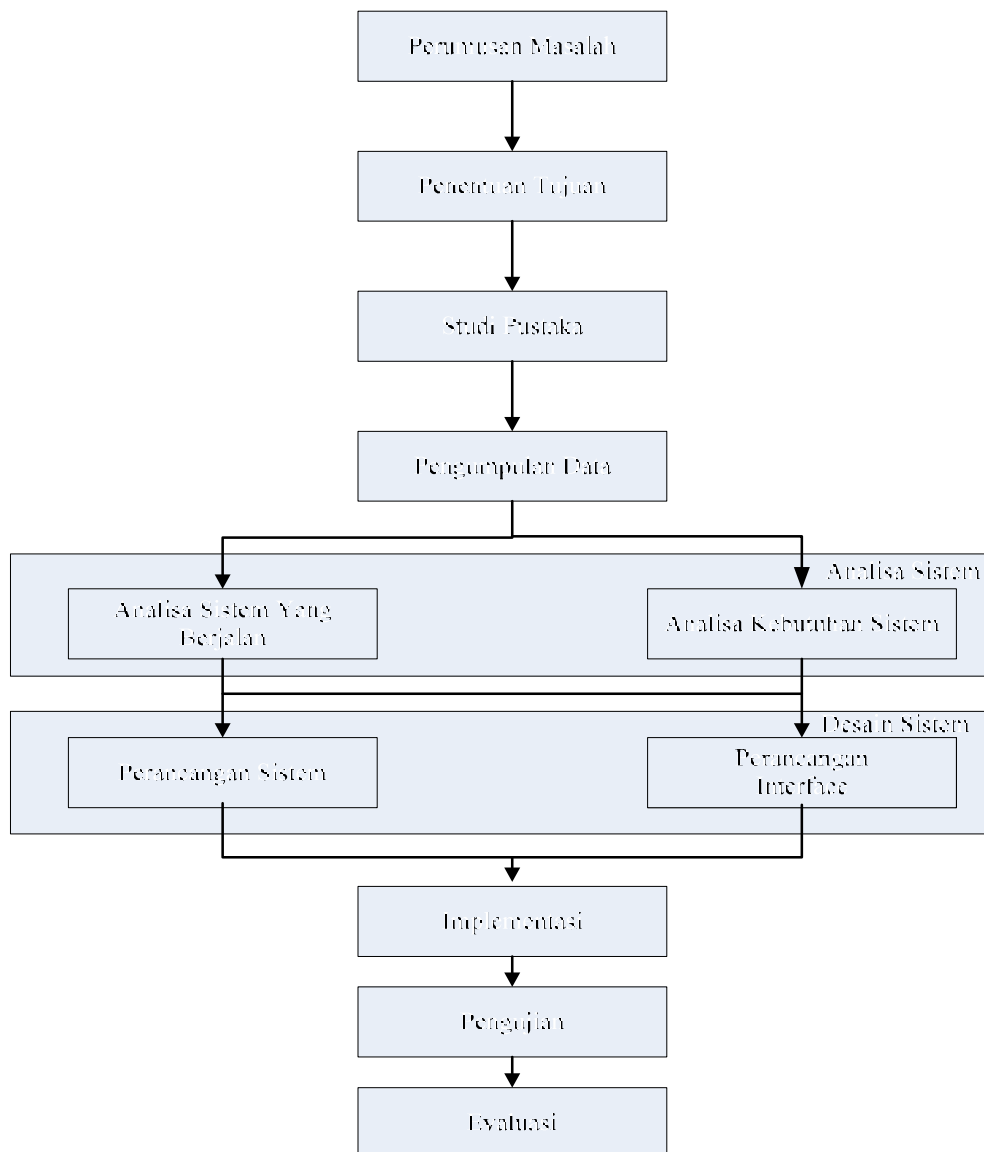 Perumusan Masalah
Penentuan Tujuan
Studi Pustaka
Pengumpulan Data
Analisa Sistem
Analisa Sistem Yang
Berjalan
Analisa Kebutuhan Sistem
Desain Sistem
Perancangan Sistem
Perancangan
Interface
Implementasi
Pengujian
Evaluasi